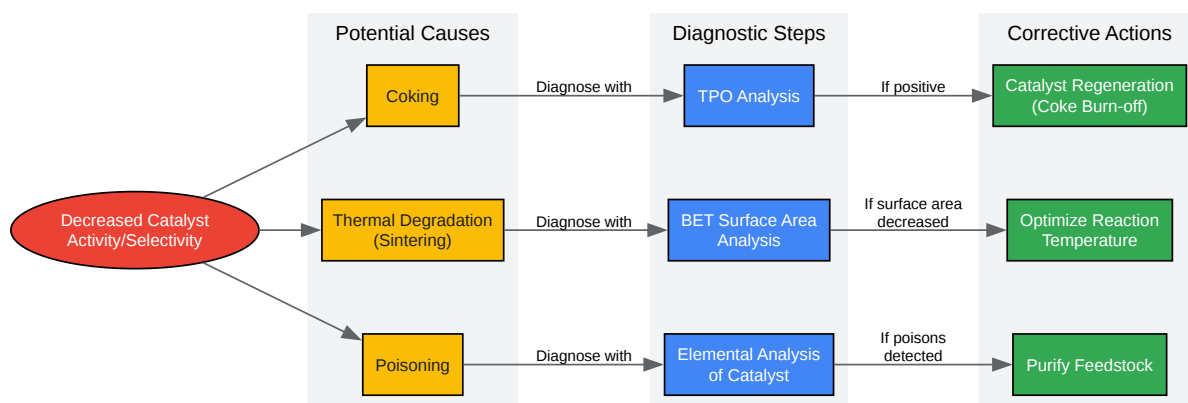 Potential Causes
Diagnostic Steps
Corrective Actions
Coking
Diagnose with
TPO Analysis
If positive
Catalyst Regeneration
(Coke Burn-off)
Decreased Catalyst
Activity/Selectivity
Thermal Degradation
(Sintering)
Diagnose with
BET Surface Area
Analysis
If surface area
decreased
Optimize Reaction
Temperature
Poisoning
Diagnose with
Elemental Analysis
of Catalyst
If poisons
detected
Purify Feedstock